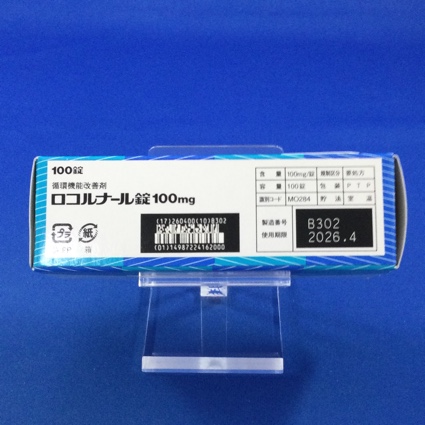 100錠
循環機能改善剤
ロコルナール錠100mg
(17)260400(10)B302
(01)14987224162000
プラ
紙
PTP
箱
含量 100mg/錠 規制区分 要処方
容量 100錠 包装 PTP
識別コード MO284 貯法 室温
製造番号 B302
使用期限 2026.4